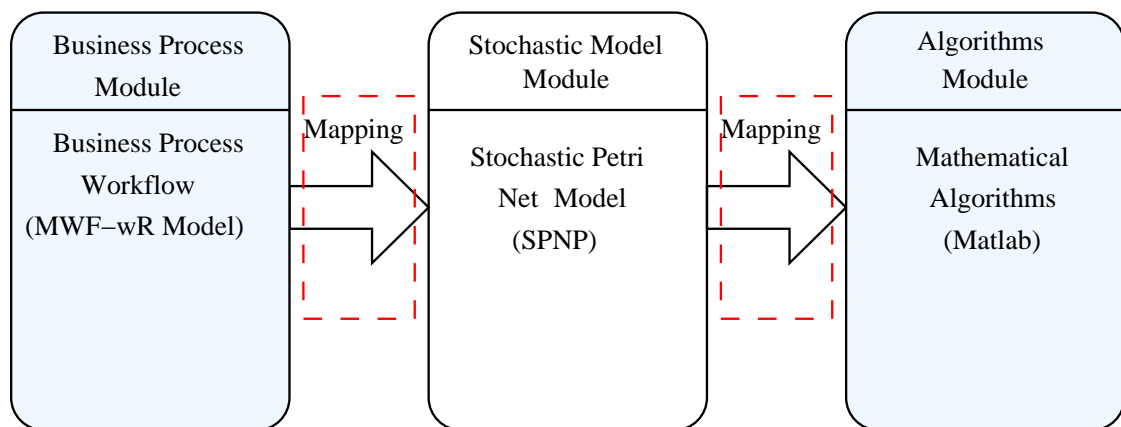 Business Process
Module
Business Process
Workflow
(MWF−wR Model)
Mapping
Stochastic Model
Module
Stochastic Petri
Net Model
(SPNP)
Mapping
Algorithms
Module
Mathematical
Algorithms
(Matlab)